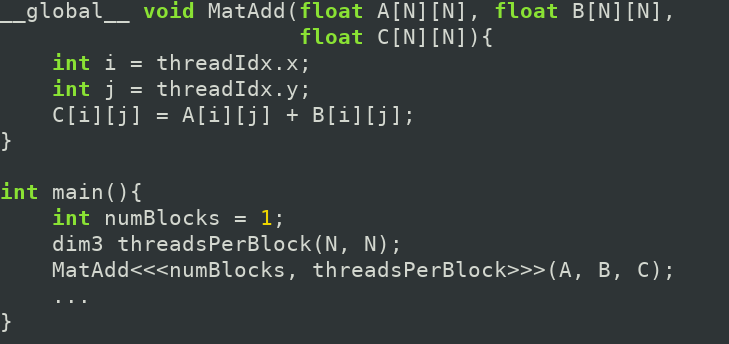 __global__ void MatAdd(float A[N][N], float B[N][N],
                       float C[N][N]){
    int i = threadIdx.x;
    int j = threadIdx.y;
    C[i][j] = A[i][j] + B[i][j];
}

int main(){
    int numBlocks = 1;
    dim3 threadsPerBlock(N, N);
    MatAdd<<<numBlocks, threadsPerBlock>>>(A, B, C);
    ...
}